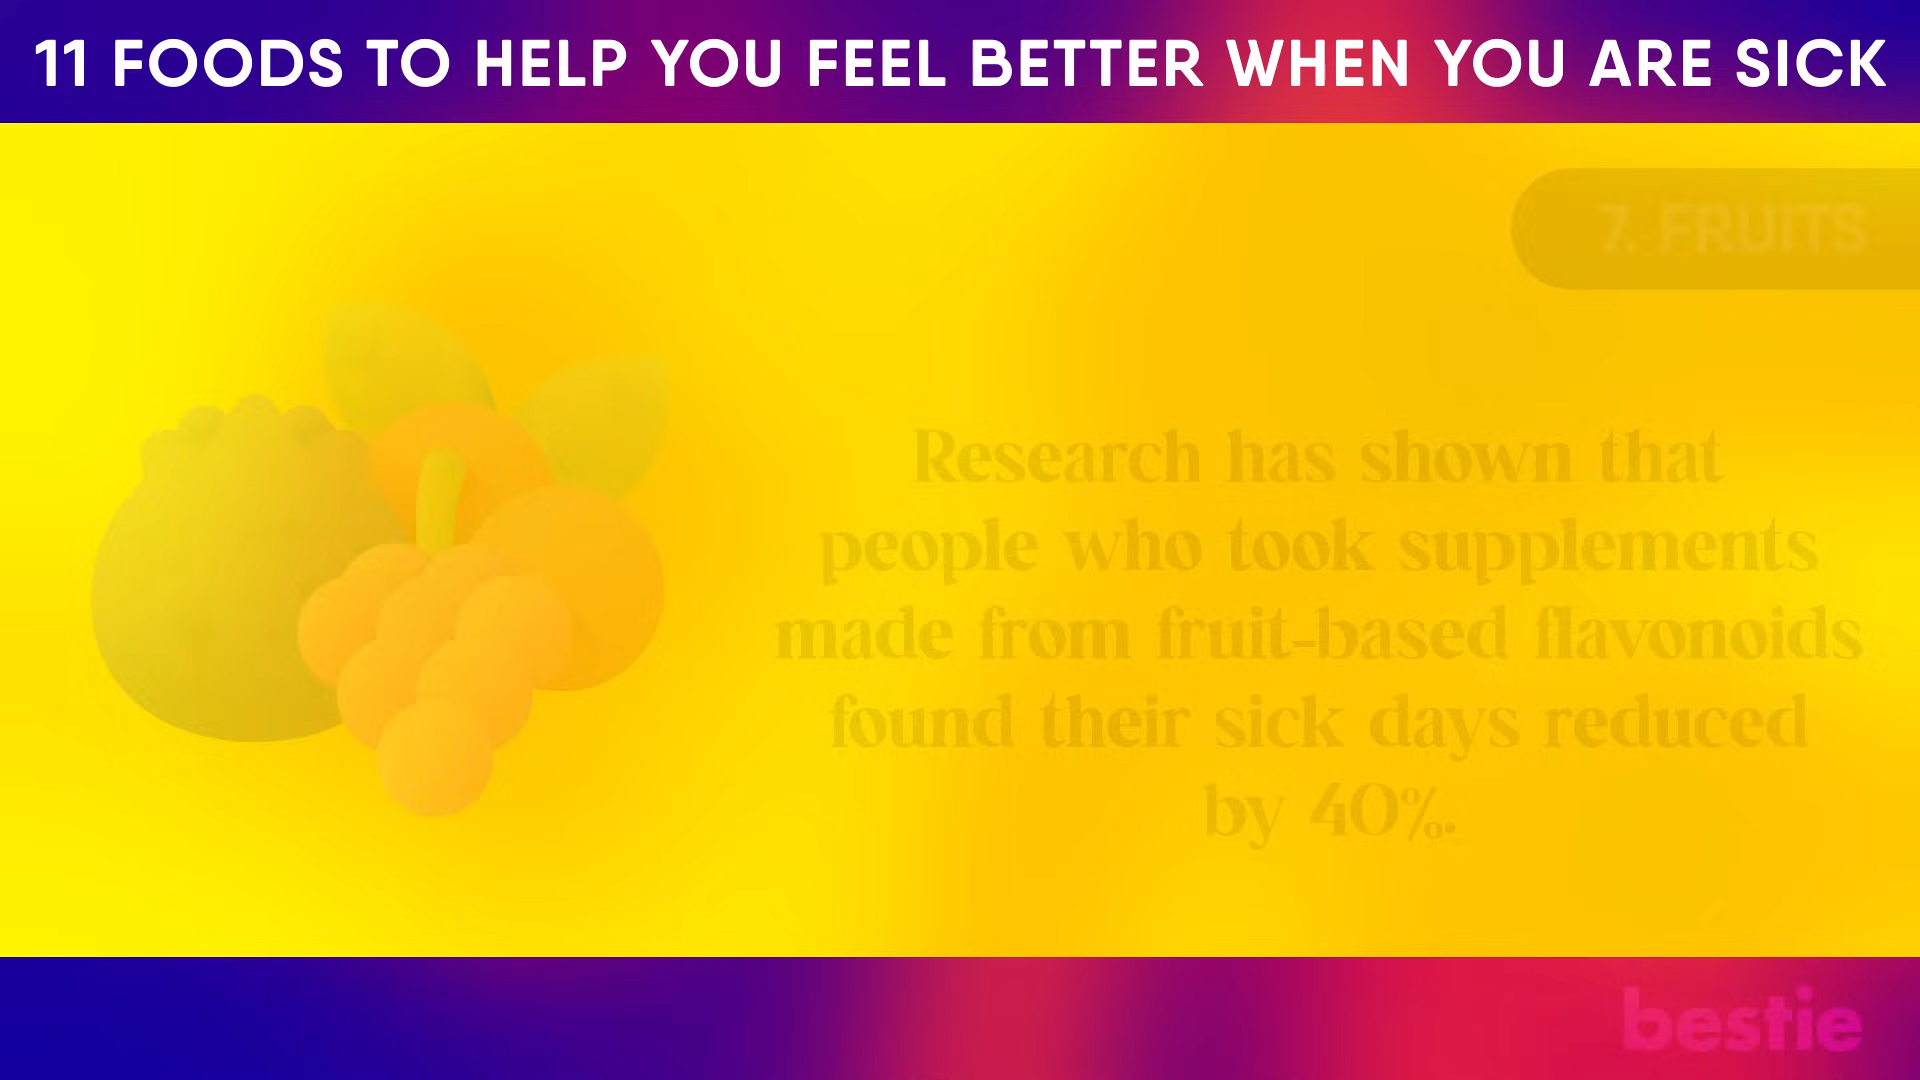 11 FOODS TO HELP YOU FEEL BETTER WHEN YOU ARE SICK
7. FRUITS
Research has shown that
people who took supplements
made from fruit-based flavonoids
found their sick days reduced
by 40%.
bestie